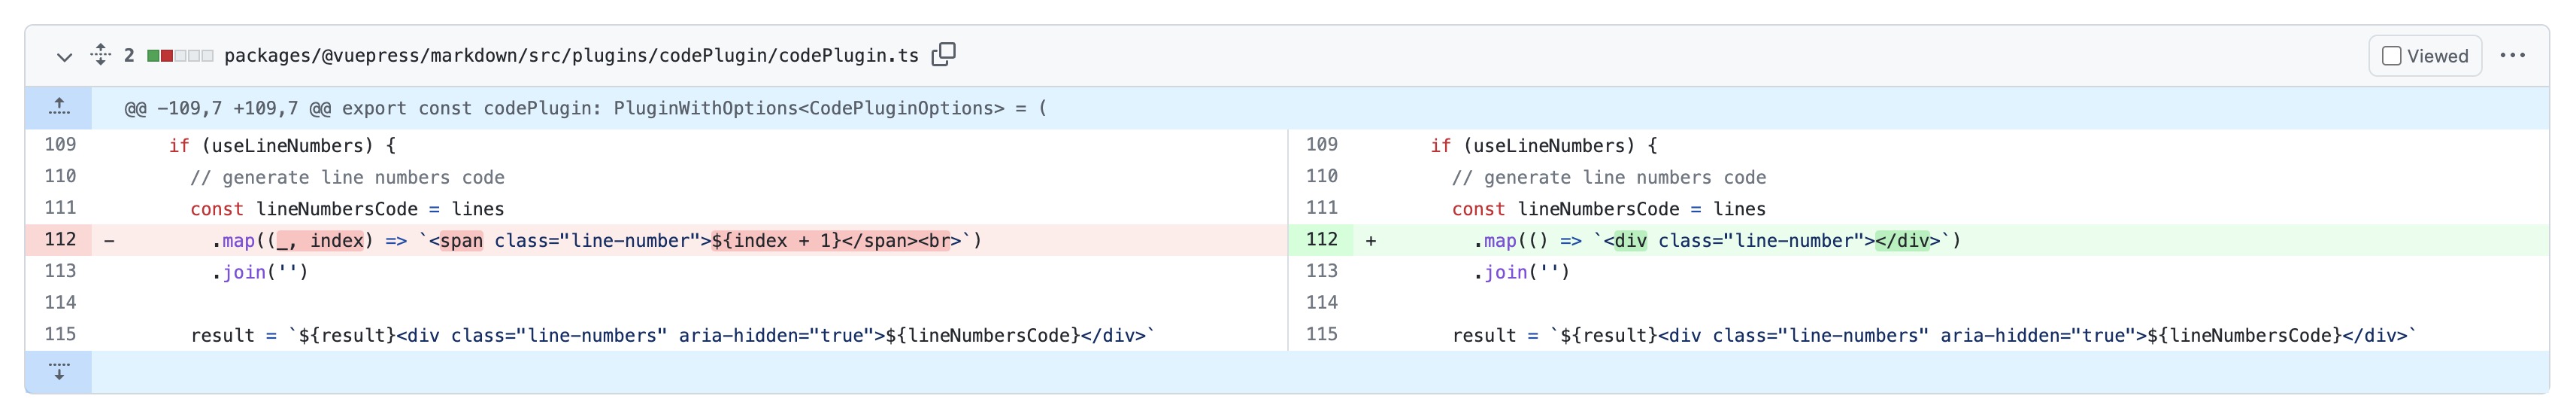 2 packages/@vuepress/markdown/src/plugins/codePlugin/codePlugin.ts Viewed
@@ -109,7 +109,7 @@ export const codePlugin: PluginWithOptions<CodePluginOptions> = (
109 if (useLineNumbers) {
110 // generate line numbers code
111 const lineNumbersCode = lines
112 - .map((_, index) => `<span class="line-number">${index + 1}</span><br>`)
113 .join('')
114
115 result = `${result}<div class="line-numbers" aria-hidden="true">${lineNumbersCode}</div>`
109 if (useLineNumbers) {
110 // generate line numbers code
111 const lineNumbersCode = lines
112 + .map(() => `<div class="line-number"></div>`)
113 .join('')
114
115 result = `${result}<div class="line-numbers" aria-hidden="true">${lineNumbersCode}</div>`